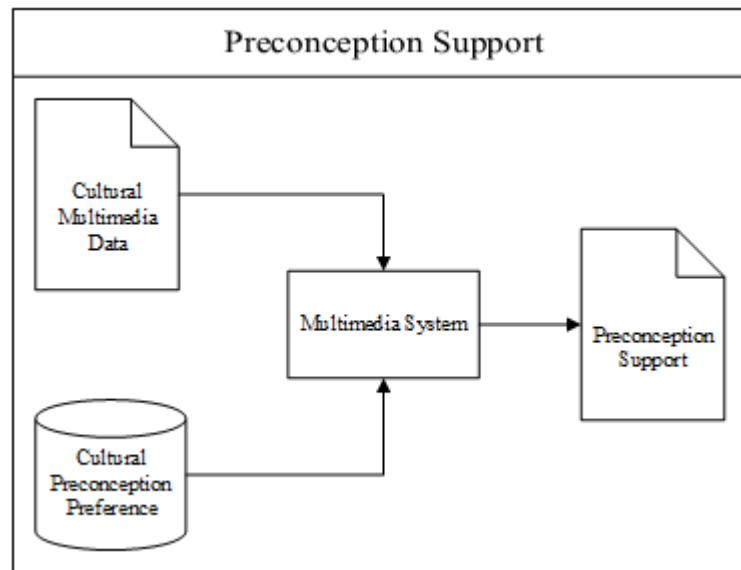 Preconception Support
Cultural
Multimedia
Data
Multimedia System
Preconception
Support
Cultural
Preconception
Preference